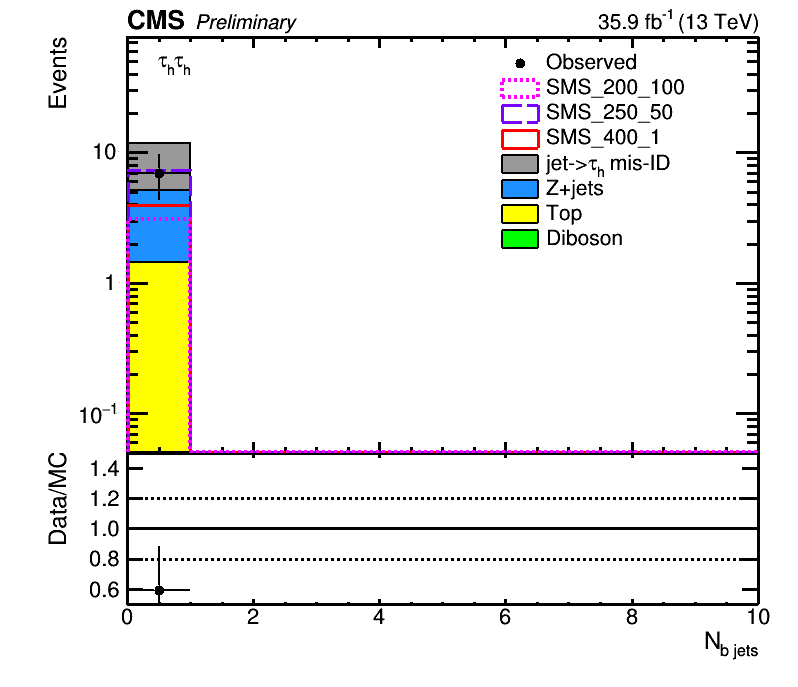 CMS Preliminary 35.9 fb⁻¹ (13 TeV)
Events
τₕτₕ
Observed
SMS_200_100
SMS_250_50
SMS_400_1
jet->τₕ mis-ID
Z+jets
Top
Diboson
10
1
10⁻¹
Data/MC
1.4
1.2
1.0
0.8
0.6
0 2 4 6 8 10
N_b jets